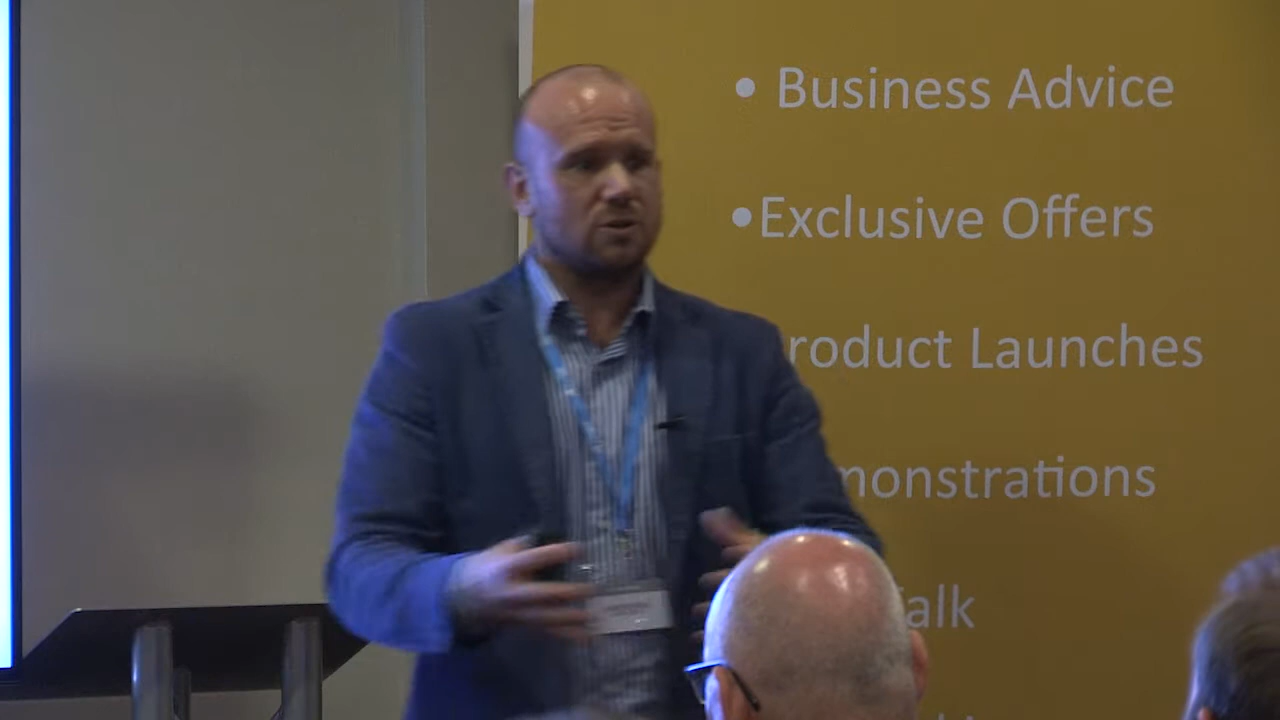 • Business Advice
•Exclusive Offers
roduct Launches
monstrations
alk